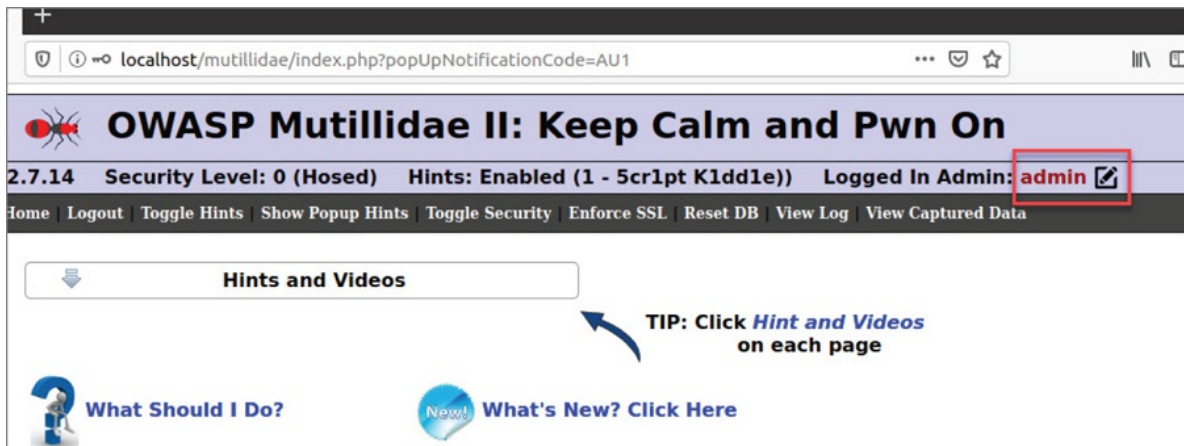 localhost/mutillidae/index.php?popUpNotificationCode=AU1
OWASP Mutillidae II: Keep Calm and Pwn On
2.7.14 Security Level: 0 (Hosed) Hints: Enabled (1 - 5cr1pt K1dd1e)) Logged In Admin: admin
Home | Logout | Toggle Hints | Show Popup Hints | Toggle Security | Enforce SSL | Reset DB | View Log | View Captured Data
Hints and Videos
TIP: Click Hint and Videos
on each page
What Should I Do?
New! What's New? Click Here